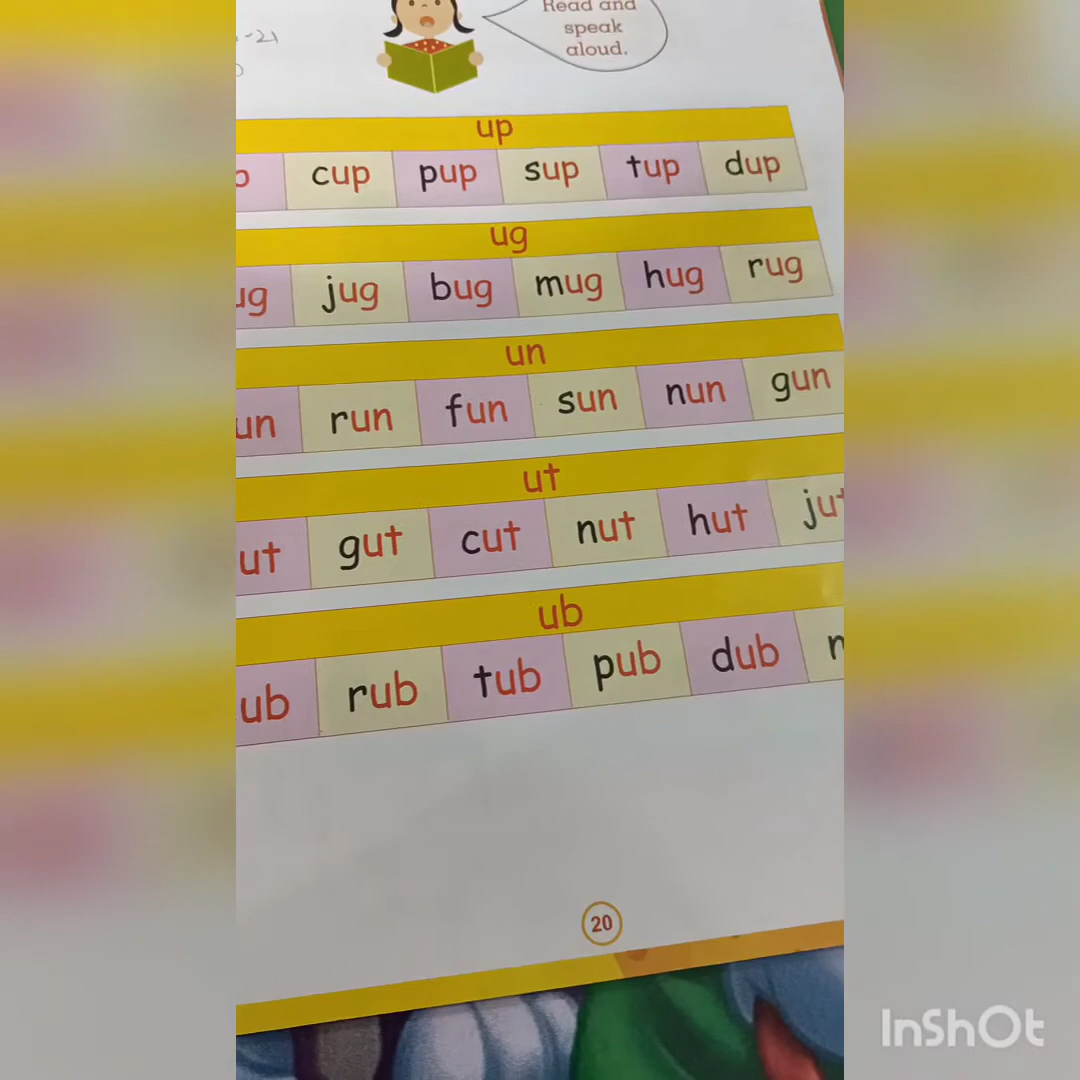 Read and
speak
aloud.
-21
up
cup pup sup tup dup
ug
jug bug mug hug rug
un
run fun sun nun gun
ut
gut cut nut hut
ub
rub tub pub dub
20
InShOt